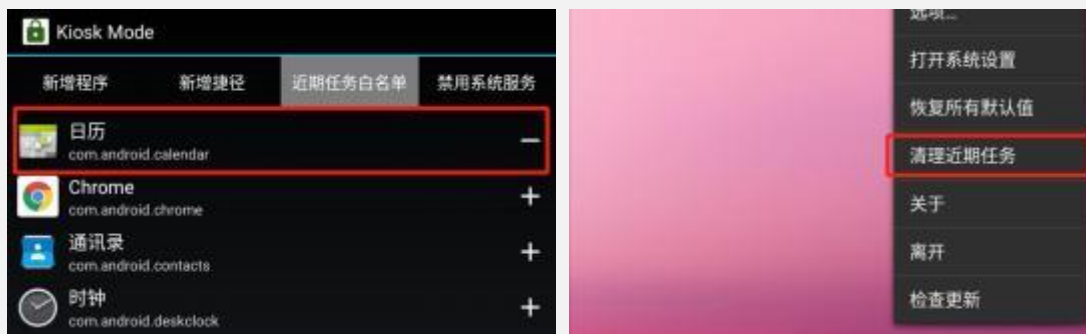 Kiosk Mode
新增程序 新增捷径 近期任务白名单 禁用系统服务
日历
com.android.calendar
Chrome
com.android.chrome
通讯录
com.android.contacts
时钟
com.android.deskclock
选项...
打开系统设置
恢复所有默认值
清理近期任务
关于
离开
检查更新